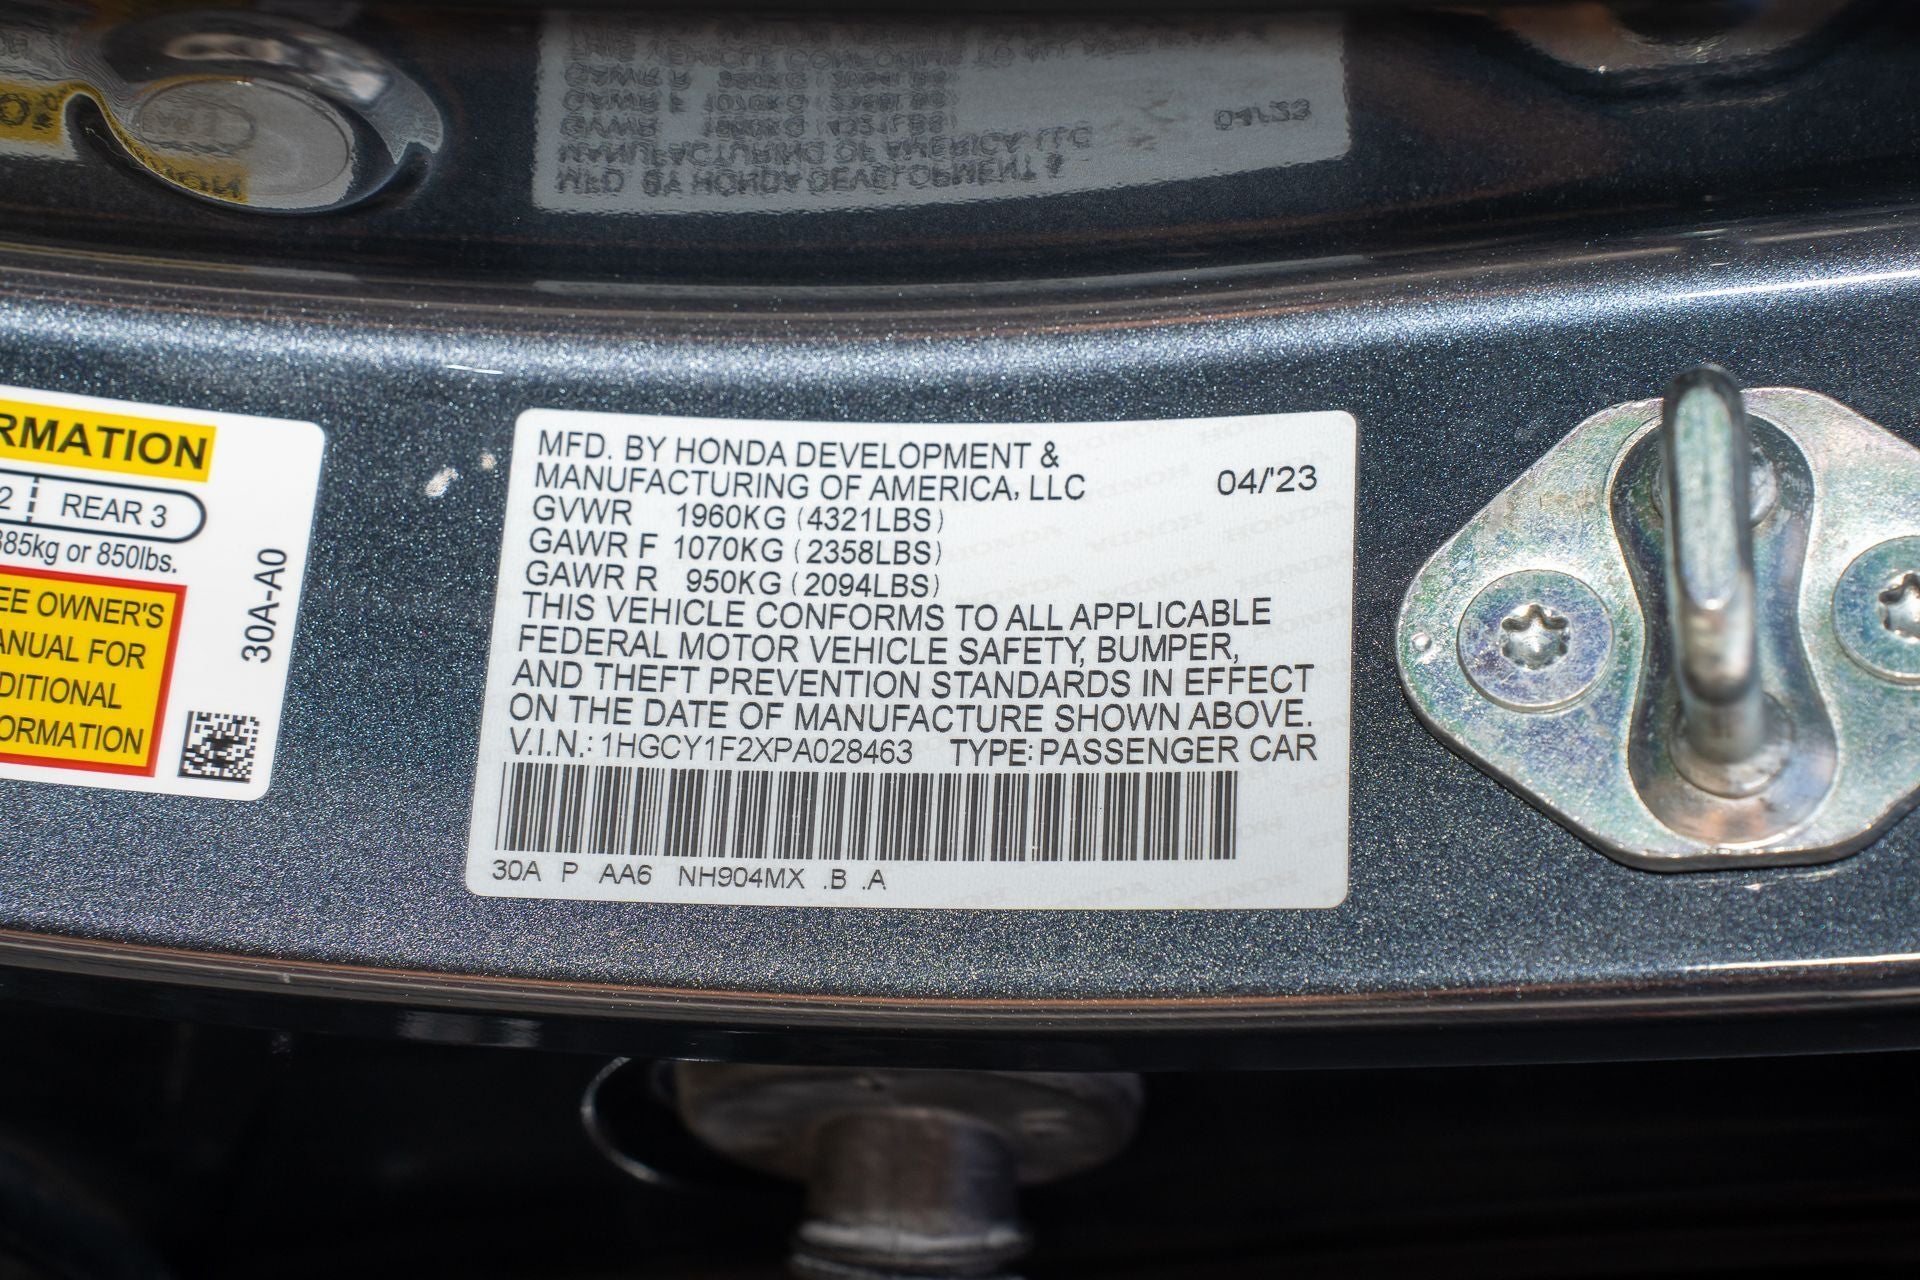 RMATION
2 REAR 3
385kg or 850lbs.
EE OWNER'S
ANUAL FOR
DITIONAL
ORMATION
30A-A0
MFD. BY HONDA DEVELOPMENT &
MANUFACTURING OF AMERICA, LLC 04/'23
GVWR 1960KG (4321LBS)
GAWR F 1070KG (2358LBS)
GAWR R 950KG (2094LBS)
THIS VEHICLE CONFORMS TO ALL APPLICABLE
FEDERAL MOTOR VEHICLE SAFETY, BUMPER,
AND THEFT PREVENTION STANDARDS IN EFFECT
ON THE DATE OF MANUFACTURE SHOWN ABOVE.
V.I.N.: 1HGCY1F2XPA028463 TYPE: PASSENGER CAR
30A P AA6 NH904MX .B .A